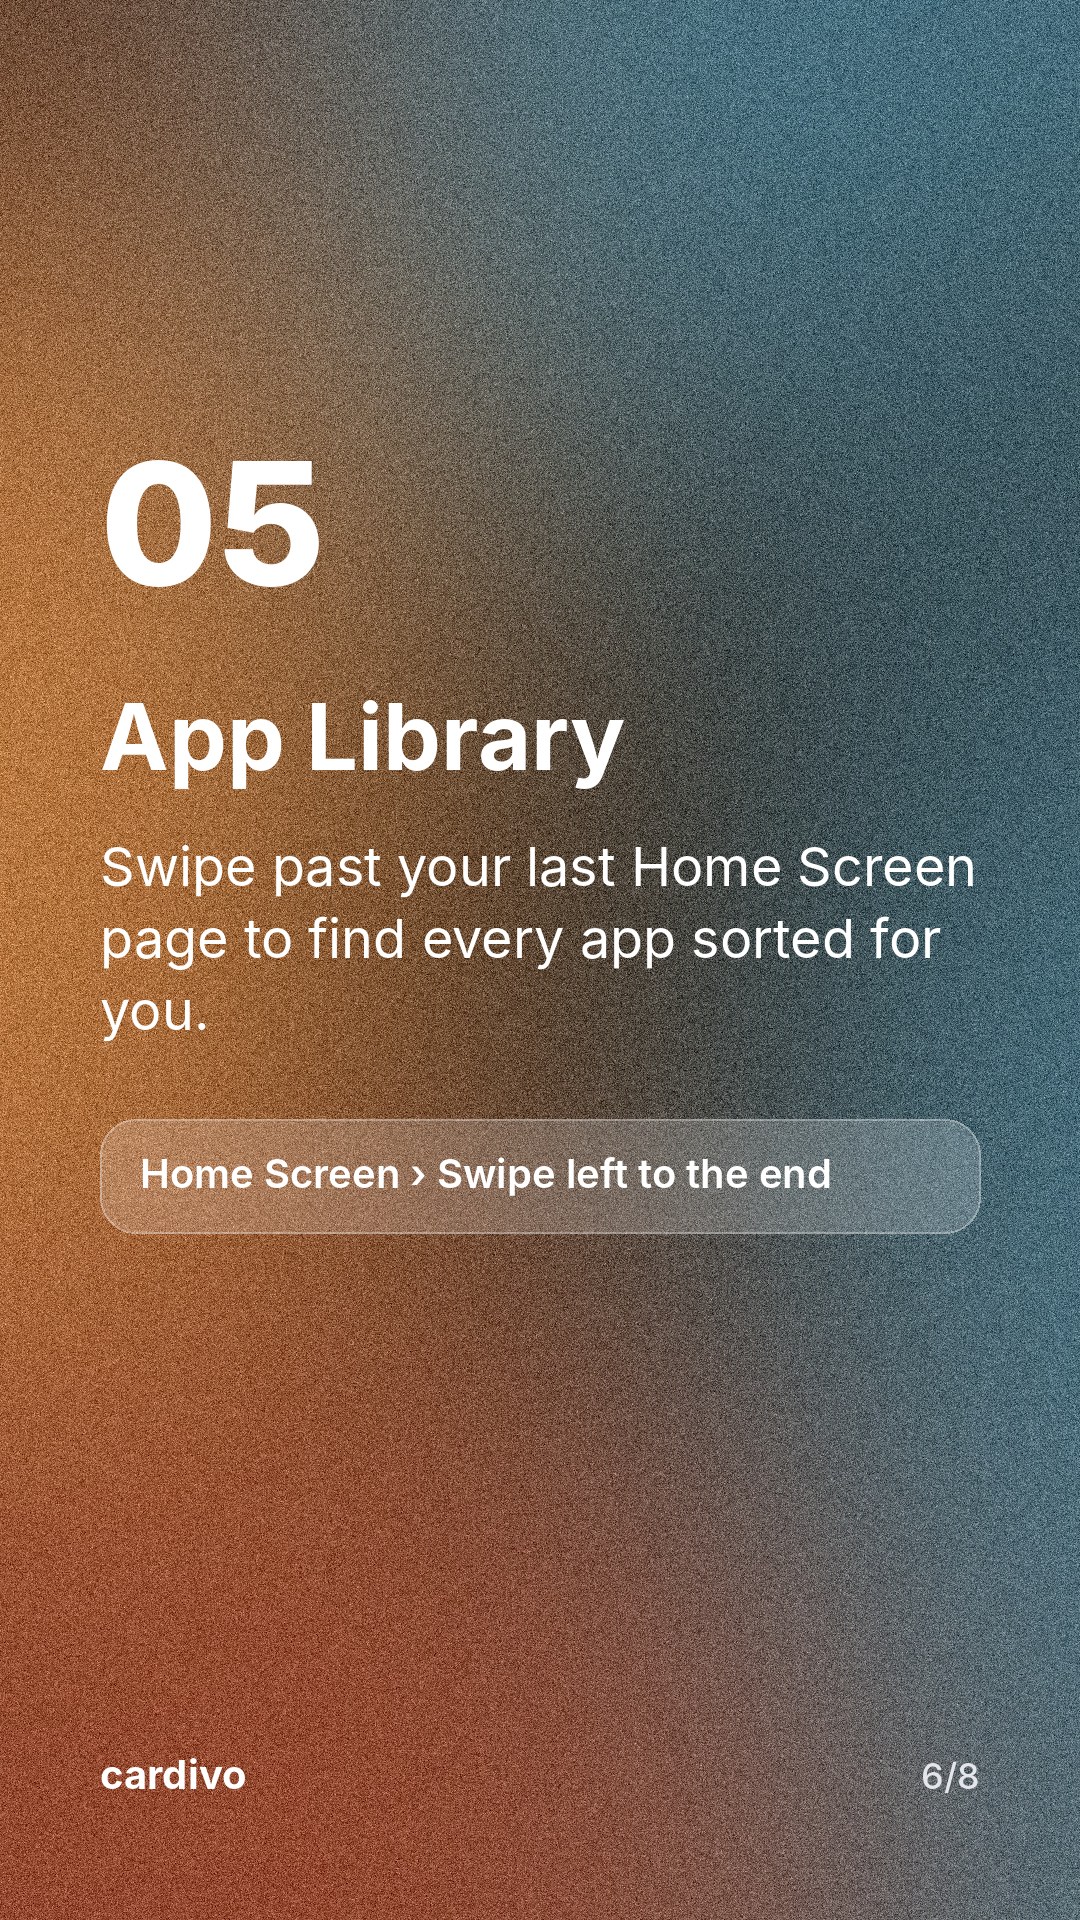 05
App Library
Swipe past your last Home Screen
page to find every app sorted for
you.
Home Screen › Swipe left to the end
cardivo
6/8